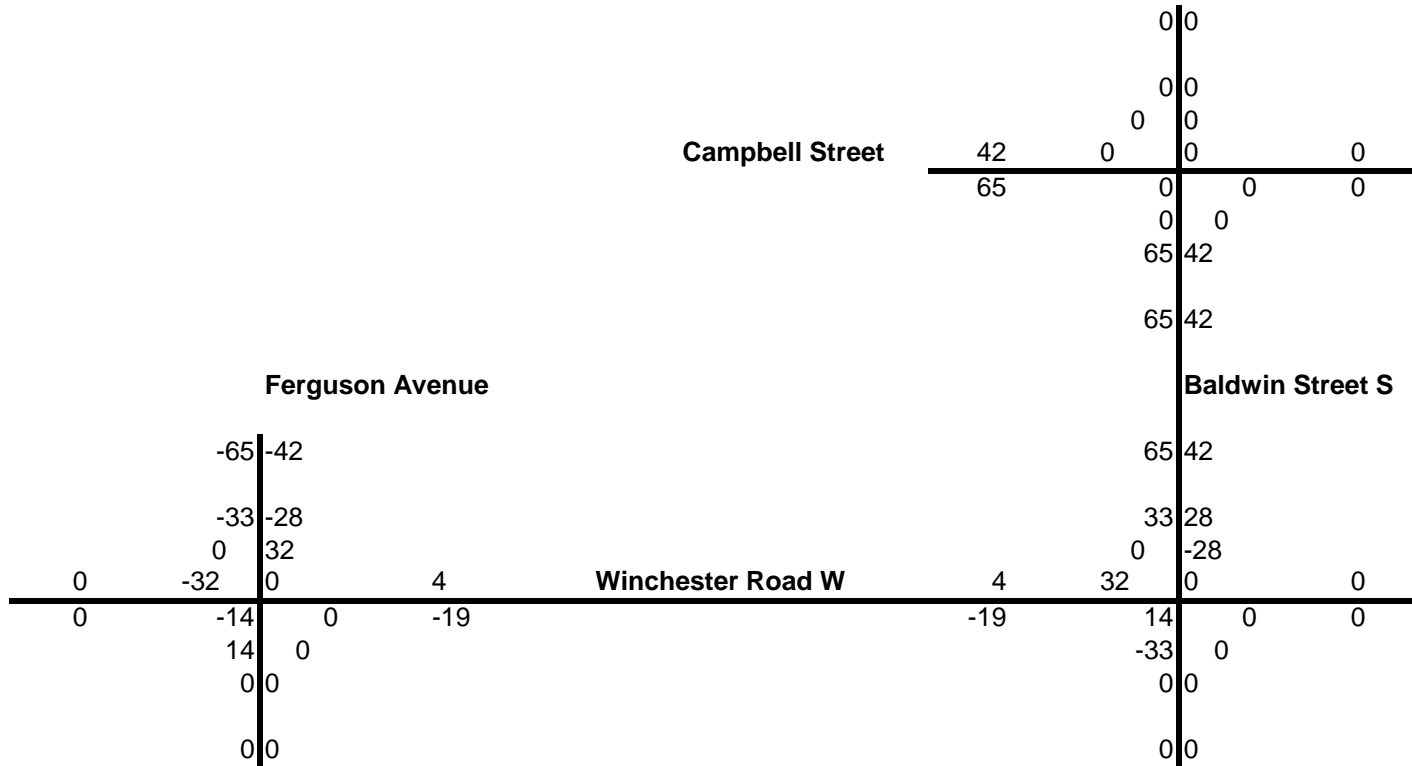 0 0
0 0
0 0
Campbell Street 42 0 0 0
65 0 0 0
0 0
65 42
65 42
Ferguson Avenue Baldwin Street S
-65 -42 65 42
-33 -28 33 28
0 32 0 -28
0 -32 0 4 Winchester Road W 4 32 0 0
0 -14 0 -19 -19 14 0 0
14 0 -33 0
0 0 0 0
0 0 0 0